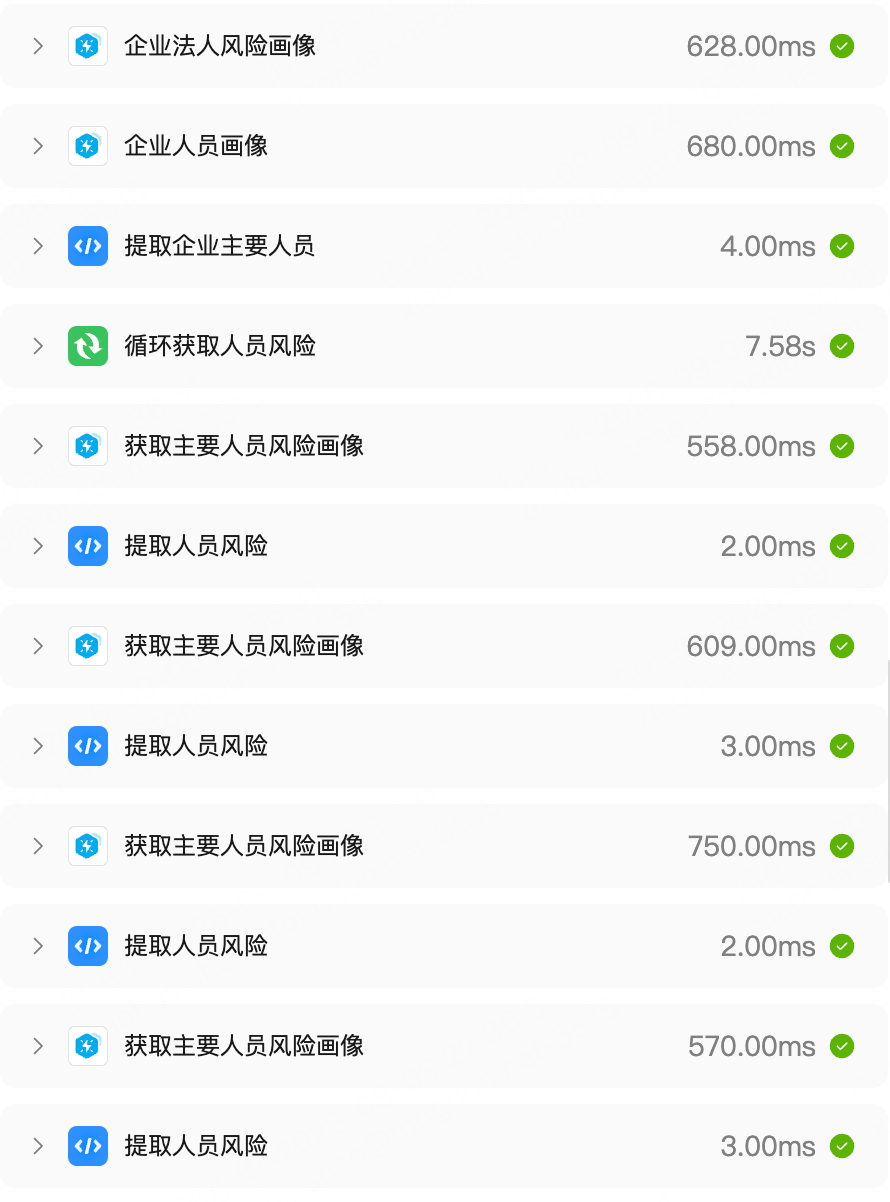 企业法人风险画像 628.00ms
企业人员画像 680.00ms
提取企业主要人员 4.00ms
循环获取人员风险 7.58s
获取主要人员风险画像 558.00ms
提取人员风险 2.00ms
获取主要人员风险画像 609.00ms
提取人员风险 3.00ms
获取主要人员风险画像 750.00ms
提取人员风险 2.00ms
获取主要人员风险画像 570.00ms
提取人员风险 3.00ms